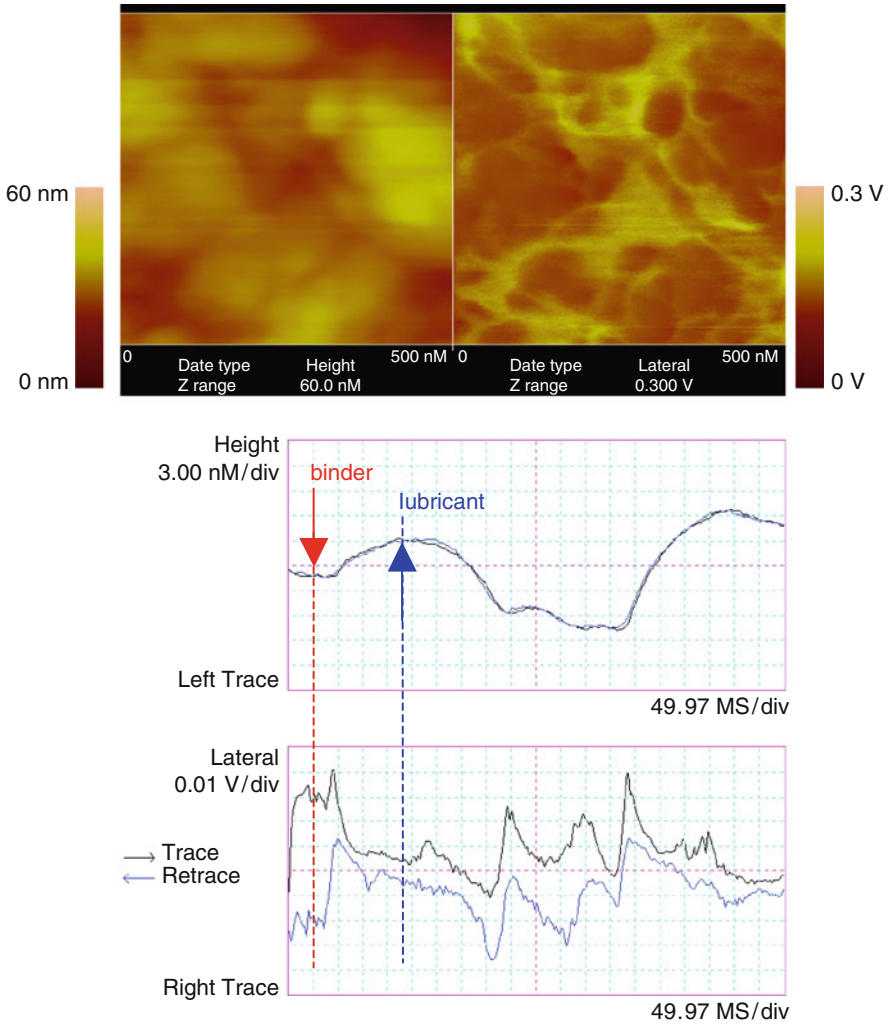 60 nm
0 nm
0.3 V
0 V
0 500 nM 0 500 nM
Date type Height Date type Lateral
Z range 60.0 nM Z range 0.300 V
Height
3.00 nM/div
binder
lubricant
Left Trace
49.97 MS/div
Lateral
0.01 V/div
Trace
Retrace
Right Trace
49.97 MS/div